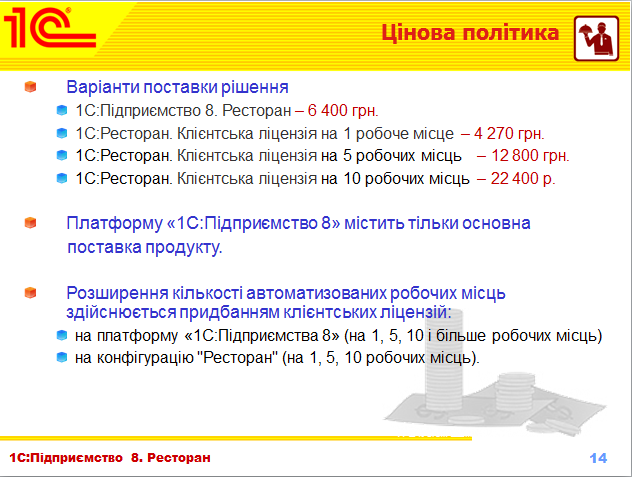 1С®
Цінова політика
Варіанти поставки рішення
1С:Підприємство 8. Ресторан – 6 400 грн.
1С:Ресторан. Клієнтська ліцензія на 1 робоче місце – 4 270 грн.
1С:Ресторан. Клієнтська ліцензія на 5 робочих місць – 12 800 грн.
1С:Ресторан. Клієнтська ліцензія на 10 робочих місць – 22 400 р.
Платформу «1С:Підприємство 8» містить тільки основна
поставка продукту.
Розширення кількості автоматизованих робочих місць
здійснюється придбанням клієнтських ліцензій:
на платформу «1С:Підприємства 8» (на 1, 5, 10 і більше робочих місць)
на конфігурацію "Ресторан" (на 1, 5, 10 робочих місць).
1С:Підприємство 8. Ресторан
14